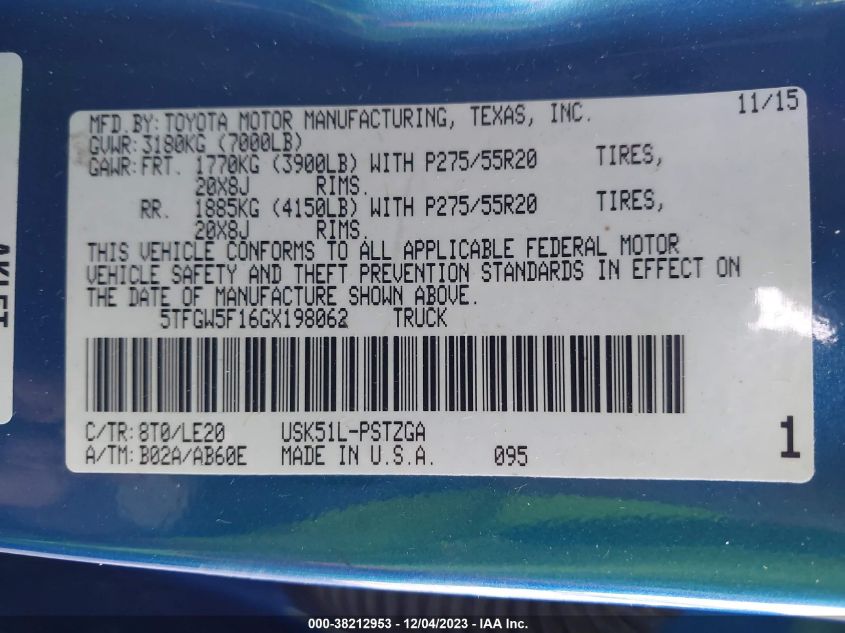 11/15
MFD.BY:TOYOTA MOTOR MANUFACTURING, TEXAS, INC.
GVWR:3180KG (7000LB)
GAWR:FRT. 1770KG (3900LB) WITH P275/55R20 TIRES,
20X8J RIMS.
RR. 1885KG (4150LB) WITH P275/55R20 TIRES,
20X8J RIMS.
THIS VEHICLE CONFORMS TO ALL APPLICABLE FEDERAL MOTOR
VEHICLE SAFETY AND THEFT PREVENTION STANDARDS IN EFFECT ON
THE DATE OF MANUFACTURE SHOWN ABOVE.
5TFGW5F16GX198062 TRUCK
C/TR:8T0/LE20 USK51L-PSTZGA
A/TM:B02A/AB60E MADE IN U.S.A. 095
1
000-38212953 - 12/04/2023 - IAA Inc.